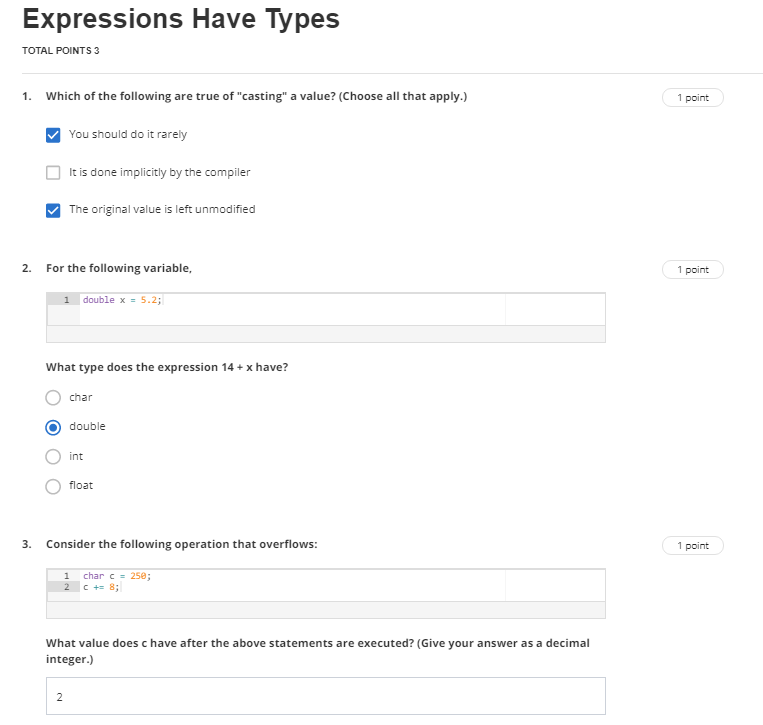 Expressions Have Types
TOTAL POINTS 3
1. Which of the following are true of "casting" a value? (Choose all that apply.) 1 point
You should do it rarely
It is done implicitly by the compiler
The original value is left unmodified
2. For the following variable, 1 point
1 double x = 5.2;
What type does the expression 14 + x have?
char
double
int
float
3. Consider the following operation that overflows: 1 point
1 char c = 250;
2 c += 8;
What value does c have after the above statements are executed? (Give your answer as a decimal
integer.)
2